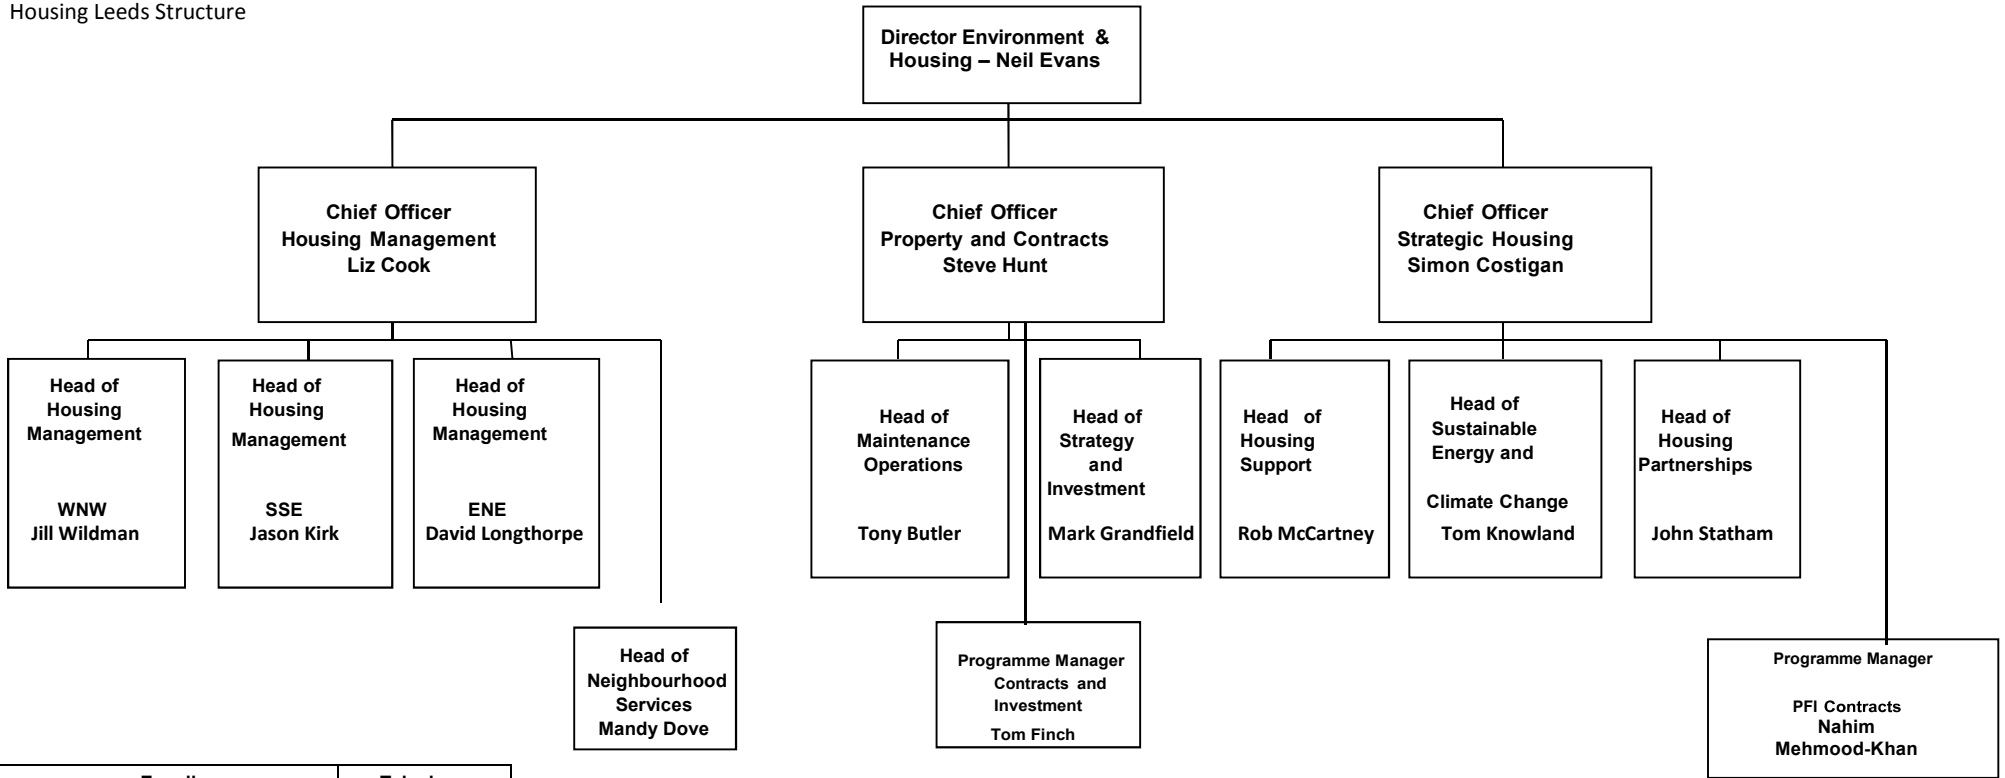 Housing Leeds Structure
Director Environment &
Housing – Neil Evans
Chief Officer
Housing Management
Liz Cook
Chief Officer
Property and Contracts
Steve Hunt
Chief Officer
Strategic Housing
Simon Costigan
Head of
Housing
Management
WNW
Jill Wildman
Head of
Housing
Management
SSE
Jason Kirk
Head of
Housing
Management
ENE
David Longthorpe
Head of
Maintenance
Operations
Tony Butler
Head of
Strategy
and
Investment
Mark Grandfield
Head of
Housing
Support
Rob McCartney
Head of
Sustainable
Energy and
Climate Change
Tom Knowland
Head of
Housing
Partnerships
John Statham
Head of
Neighbourhood
Services
Mandy Dove
Programme Manager
Contracts and
Investment
Tom Finch
Programme Manager
PFI Contracts
Nahim
Mehmood-Khan